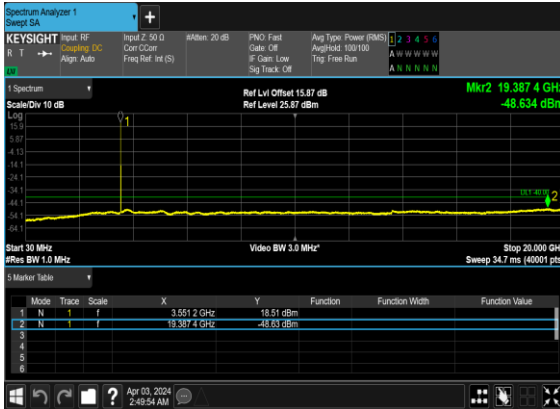 Spectrum Analyzer 1
Swept SA
+
KEYSIGHT Input: RF Input Z: 50 Ω #Atten: 20 dB PNO: Fast Avg Type: Power (RMS) 1 2 3 4 5 6
R T Coupling: DC Corr CCorr Gate: Off Avg|Hold: 100/100 A W W W W W
Align: Auto Freq Ref: Int (S) IF Gain: Low Trig: Free Run
Sig Track: Off A N N N N N
1 Spectrum Ref Lvl Offset 15.87 dB Mkr2 19.387 4 GHz
Scale/Div 10 dB Ref Level 25.87 dBm -48.634 dBm
Log
15.9
5.87
-4.13
-14.1
-24.1
-34.1
-44.1
-54.1
1
2
Start 30 MHz Video BW 3.0 MHz* Stop 20.000 GH
#Res BW 1.0 MHz Sweep 34.7 ms (40001 pts
5 Marker Table
Mode Trace Scale X Y Function Function Width Function Value
1 N 1 f 3.551 2 GHz 18.51 dBm
2 N 1 f 19.387 4 GHz -48.63 dBm
3
4
5
6
? Apr 03, 2024
2:49:54 AM